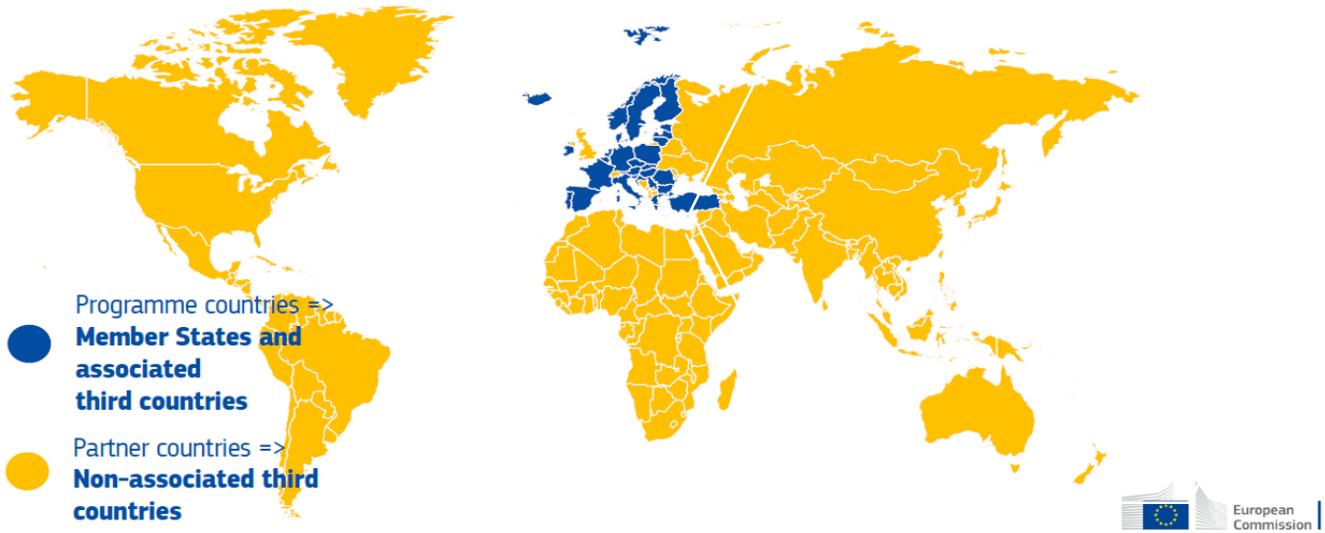 Programme countries =>
Member States and
associated
third countries
Partner countries =>
Non-associated third
countries
European
Commission